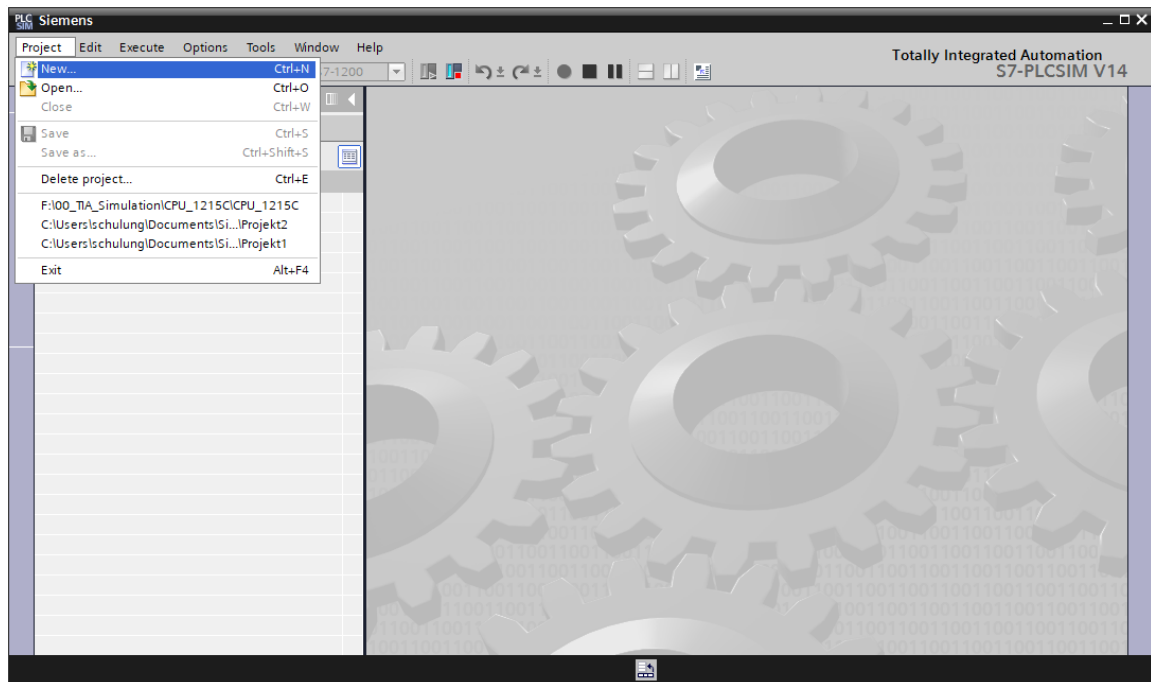 PLC SIM Siemens
Project Edit Execute Options Tools Window Help
Totally Integrated Automation
S7-PLCSIM V14
New... Ctrl+N
S7-1200
Open... Ctrl+O
Close Ctrl+W
Save Ctrl+S
Save as... Ctrl+Shift+S
Delete project... Ctrl+E
F:\00_TIA_Simulation\CPU_1215C\CPU_1215C
C:\Users\schulung\Documents\Si...\Projekt2
C:\Users\schulung\Documents\Si...\Projekt1
Exit Alt+F4